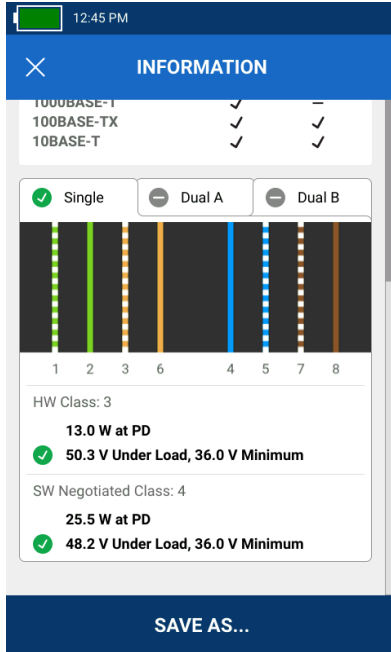 12:45 PM
INFORMATION
1000BASE-T
100BASE-TX
10BASE-T
Single Dual A Dual B
1 2 3 6 4 5 7 8
HW Class: 3
13.0 W at PD
50.3 V Under Load, 36.0 V Minimum
SW Negotiated Class: 4
25.5 W at PD
48.2 V Under Load, 36.0 V Minimum
SAVE AS...